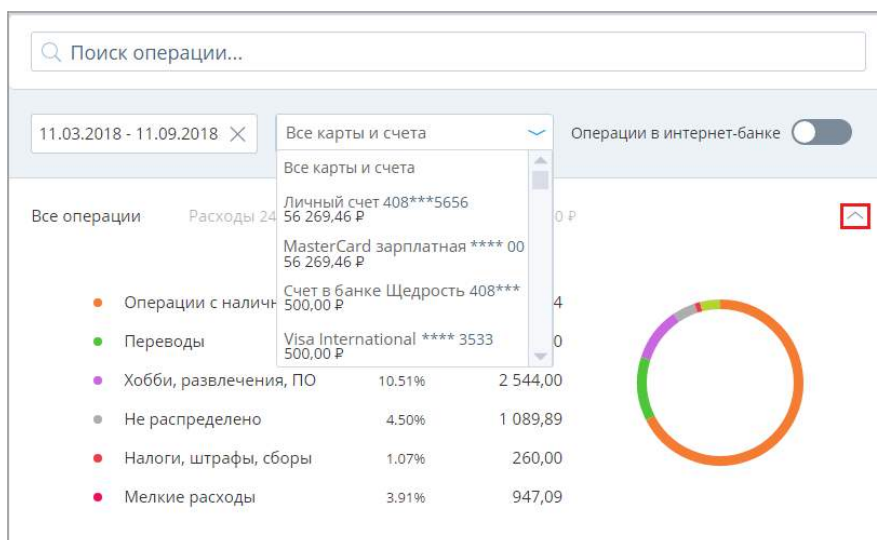 Поиск операции...
11.03.2018 - 11.09.2018
Все карты и счета
Операции в интернет-банке
Все карты и счета
Личный счет 408***5656
56 269,46 ₽
MasterCard зарплатная **** 00
56 269,46 ₽
Счет в банке Щедрость 408***
500,00 ₽
Visa International **** 3533
500,00 ₽
Все операции Расходы 24 0 ₽
Операции с 4
Переводы 0
Хобби, развлечения, ПО 10.51% 2 544,00
Не распределено 4.50% 1 089,89
Налоги, штрафы, сборы 1.07% 260,00
Мелкие расходы 3.91% 947,09